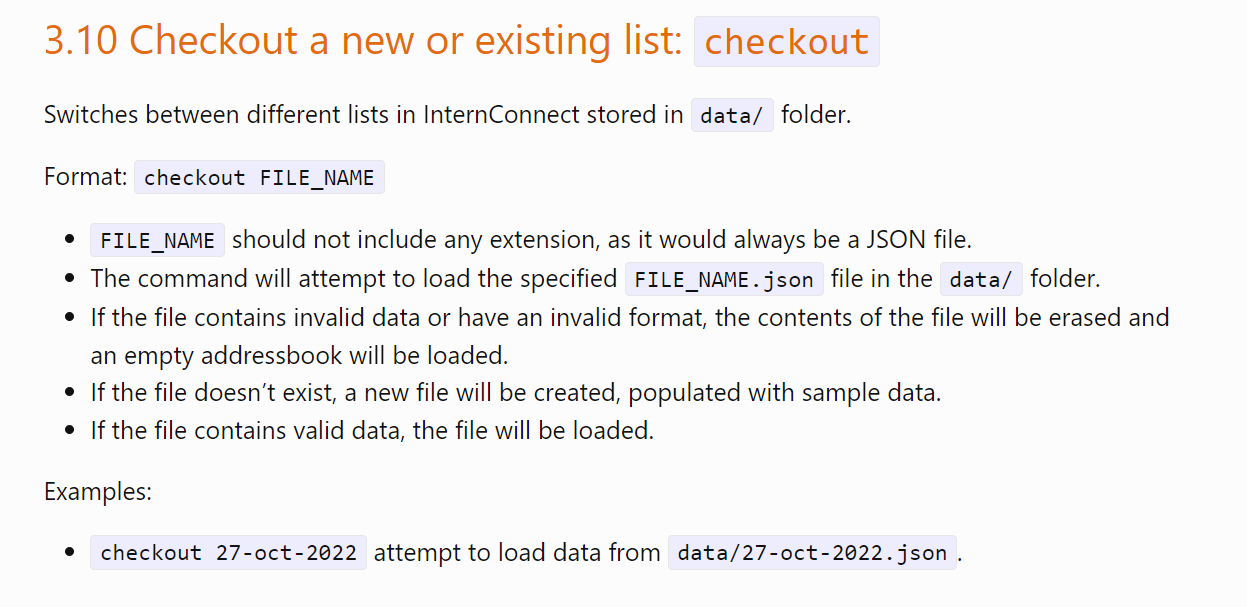 3.10 Checkout a new or existing list: checkout
Switches between different lists in InternConnect stored in data/ folder.
Format: checkout FILE_NAME
• FILE_NAME should not include any extension, as it would always be a JSON file.
• The command will attempt to load the specified FILE_NAME.json file in the data/ folder.
• If the file contains invalid data or have an invalid format, the contents of the file will be erased and
an empty addressbook will be loaded.
• If the file doesn’t exist, a new file will be created, populated with sample data.
• If the file contains valid data, the file will be loaded.
Examples:
• checkout 27-oct-2022 attempt to load data from data/27-oct-2022.json.